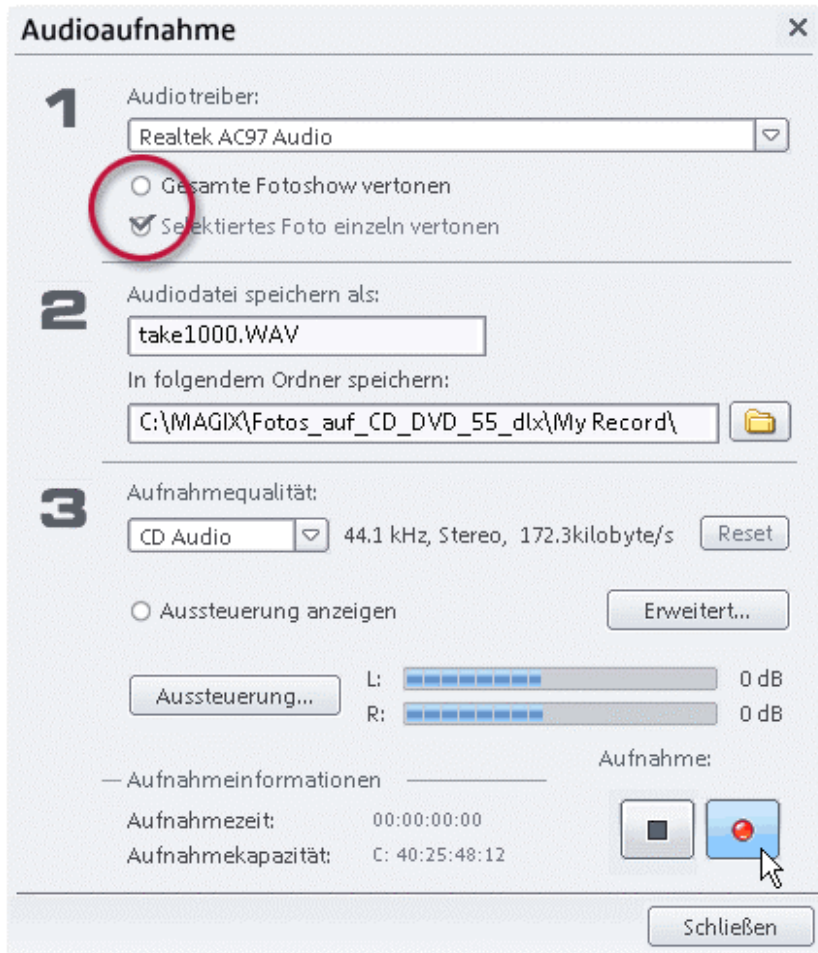 Audioaufnahme
1
Audiotreiber:
Realtek AC97 Audio
Gesamte Fotoshow vertonen
Selektiertes Foto einzeln vertonen
2
Audiodatei speichern als:
take1000.WAV
In folgendem Ordner speichern:
C:\MAGIX\Fotos_auf_CD_DVD_55_dlx\My Record\
3
Aufnahmequalität:
CD Audio 44.1 kHz, Stereo, 172.3kilobyte/s Reset
Aussteuerung anzeigen Erweitert...
Aussteuerung...
L: 0 dB
R: 0 dB
Aufnahme:
Aufnahmeinformationen
Aufnahmezeit: 00:00:00:00
Aufnahmekapazität: C: 40:25:48:12
Schließen